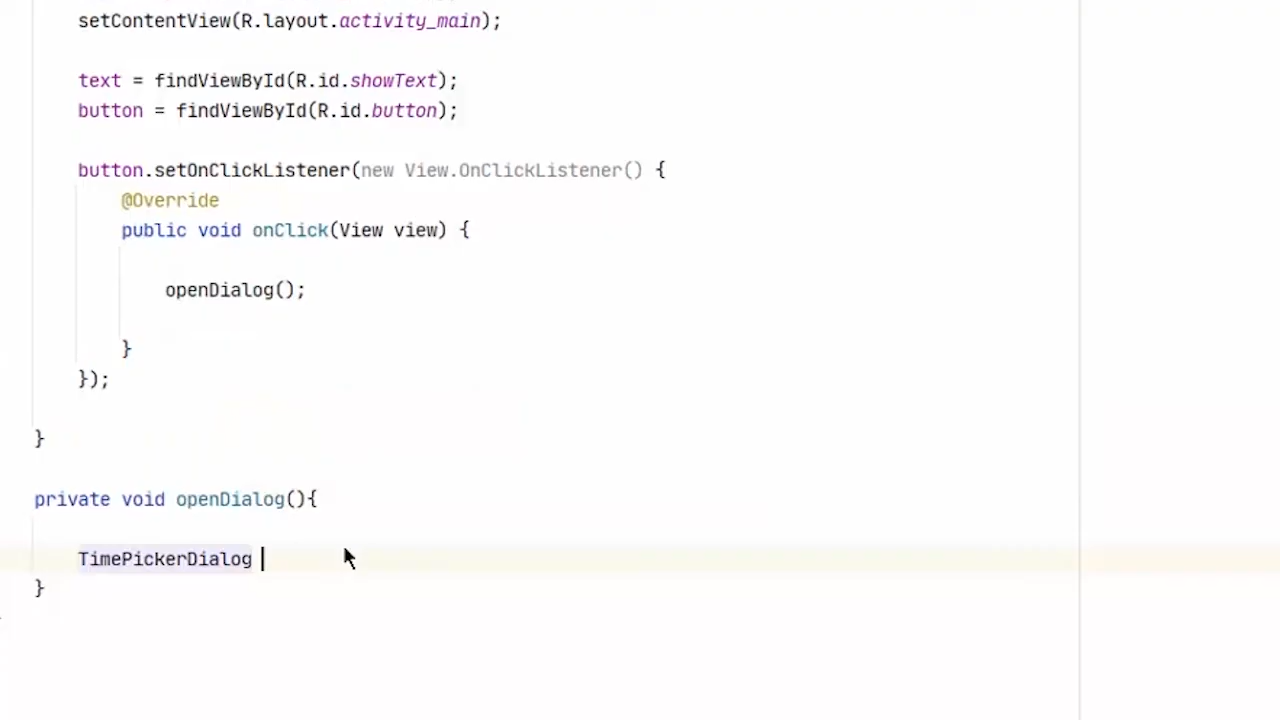 setContentView(R.layout.activity_main);
text = findViewById(R.id.showText);
button = findViewById(R.id.button);
button.setOnClickListener(new View.OnClickListener() {
@Override
public void onClick(View view) {
openDialog();
}
});
}
private void openDialog(){
TimePickerDialog
}